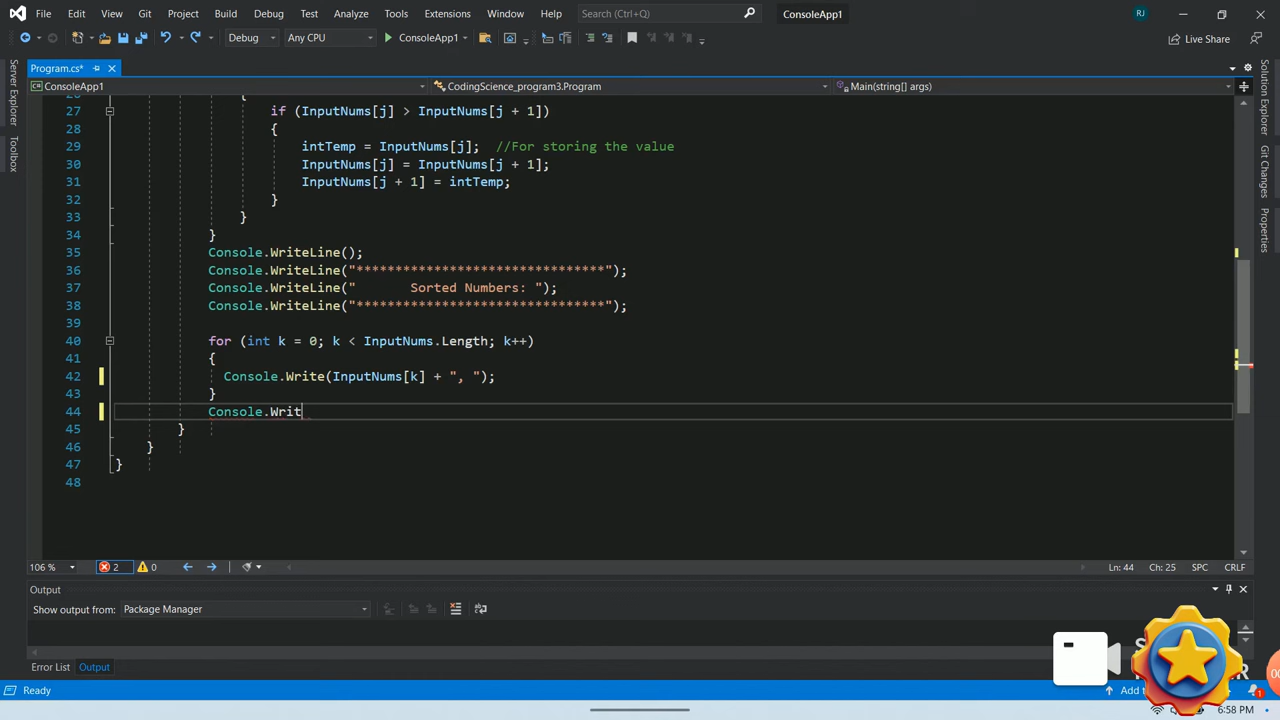 File Edit View Git Project Build Debug Test Analyze Tools Extensions Window Help Search (Ctrl+Q) ConsoleApp1 RJ
Debug Any CPU ConsoleApp1 Live Share
Program.cs*
ConsoleApp1 CodingScience_program3.Program Main(string[] args)
Server Explorer
Toolbox
Solution Explorer
Git Changes
Properties
26 {
27 if (InputNums[j] > InputNums[j + 1])
28 {
29 intTemp = InputNums[j]; //For storing the value
30 InputNums[j] = InputNums[j + 1];
31 InputNums[j + 1] = intTemp;
32 }
33 }
34 }
35 Console.WriteLine();
36 Console.WriteLine("********************************");
37 Console.WriteLine("       Sorted Numbers: ");
38 Console.WriteLine("********************************");
39
40 for (int k = 0; k < InputNums.Length; k++)
41 {
42 Console.Write(InputNums[k] + ", ");
43 }
44 Console.Writ
45 }
46 }
47 }
48
106 % 2 0 Ln: 44 Ch: 25 SPC CRLF
Output
Show output from: Package Manager
Error List Output
Ready Add to 1
6:58 PM